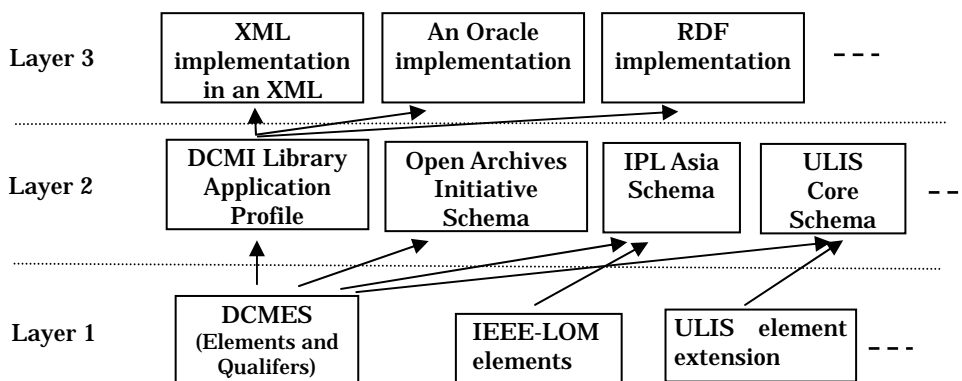 Layer 3
XML
implementation
in an XML
An Oracle
implementation
RDF
implementation
Layer 2
DCMI Library
Application
Profile
Open Archives
Initiative
Schema
IPL Asia
Schema
ULIS
Core
Schema
Layer 1
DCMES
(Elements and
Qualifers)
IEEE-LOM
elements
ULIS element
extension